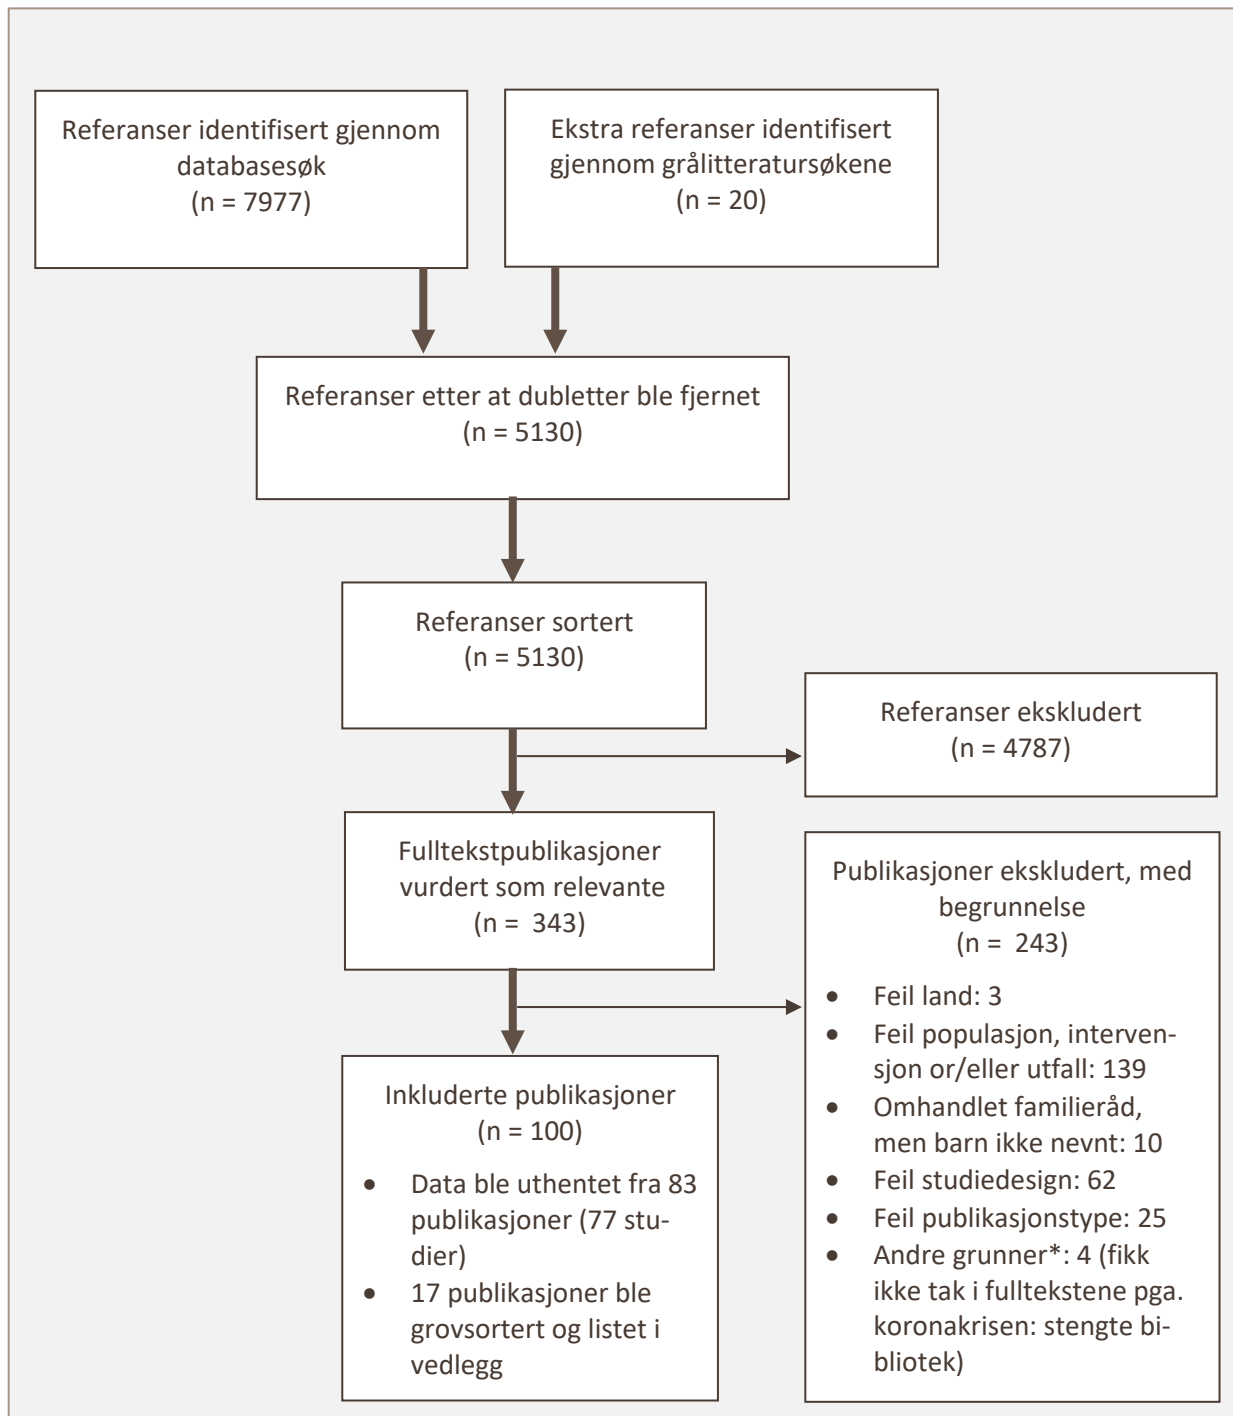 Referanser identifisert gjennom
databasesøk
(n = 7977)
Ekstra referanser identifisert
gjennom grålitteratursøkene
(n = 20)
Referanser etter at dubletter ble fjernet
(n = 5130)
Referanser sortert
(n = 5130)
Referanser ekskludert
(n = 4787)
Fulltekstpublikasjoner
vurdert som relevante
(n =  343)
Publikasjoner ekskludert, med
begrunnelse
(n =  243)
• Feil land: 3
• Feil populasjon, interven-
sjon or/eller utfall: 139
• Omhandlet familieråd,
men barn ikke nevnt: 10
• Feil studiedesign: 62
• Feil publikasjonstype: 25
• Andre grunner*: 4 (fikk
ikke tak i fulltekstene pga.
koronakrisen: stengte bi-
bliotek)
Inkluderte publikasjoner
(n = 100)
• Data ble uthentet fra 83
publikasjoner (77 stu-
dier)
• 17 publikasjoner ble
grovsortert og listet i
vedlegg